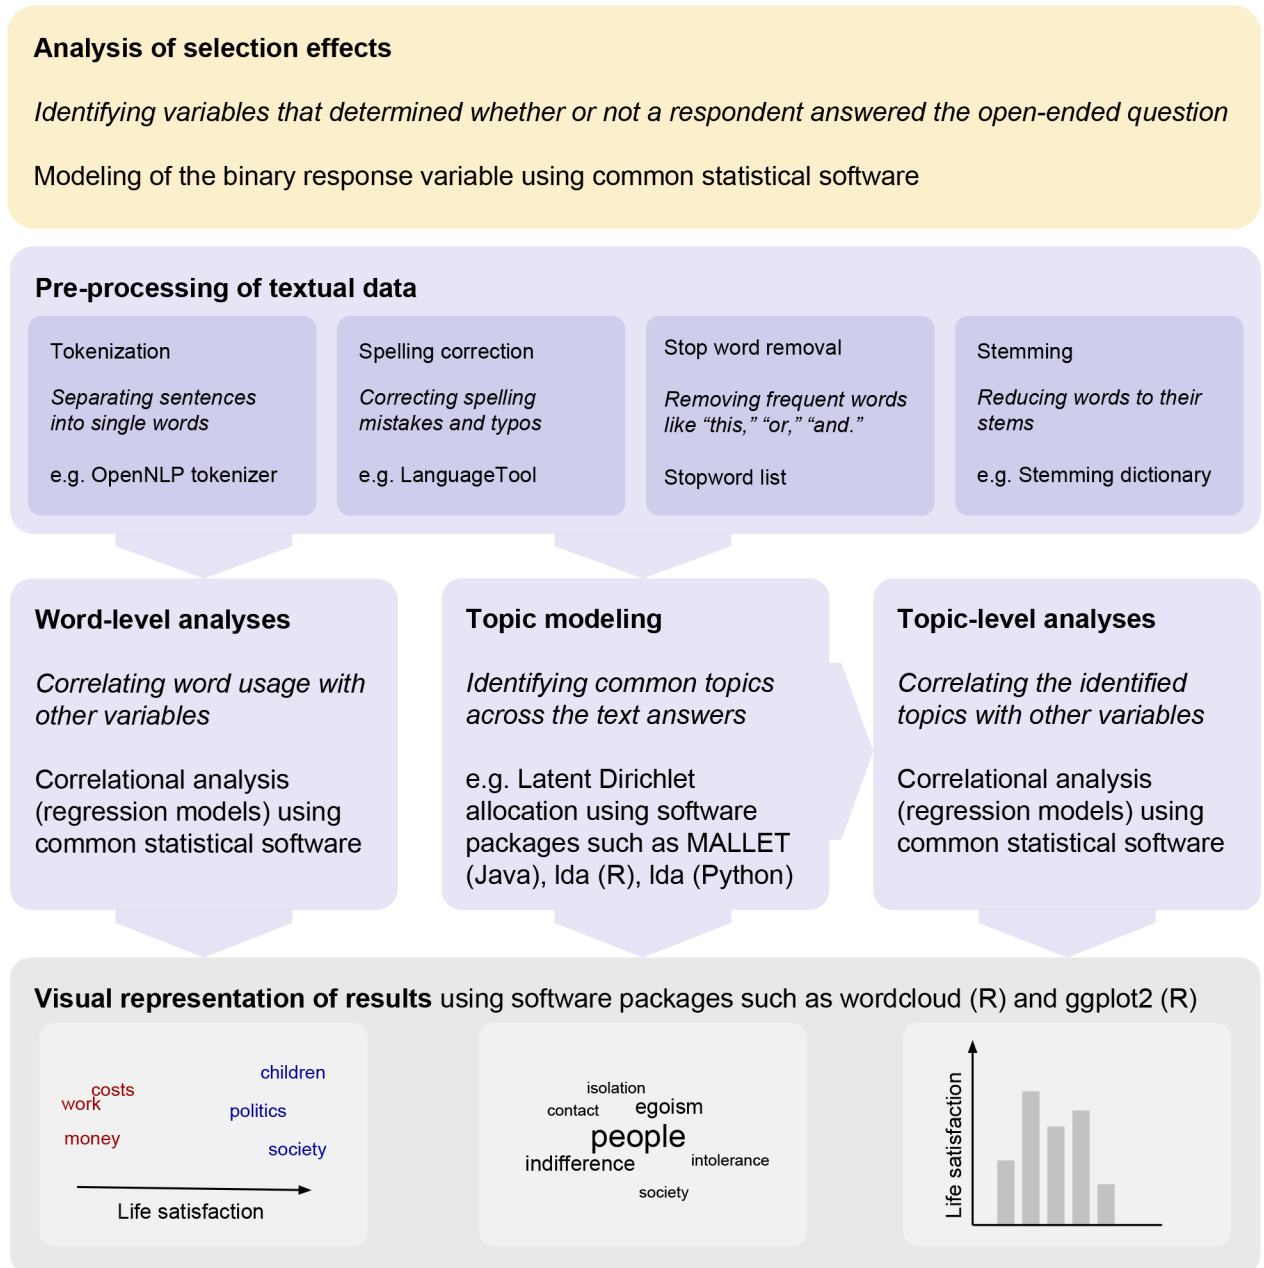 Analysis of selection effects
Identifying variables that determined whether or not a respondent answered the open-ended question
Modeling of the binary response variable using common statistical software
Pre-processing of textual data
Tokenization
Separating sentences
into single words
e.g. OpenNLP tokenizer
Spelling correction
Correcting spelling
mistakes and typos
e.g. LanguageTool
Stop word removal
Removing frequent words
like “this,” “or,” “and.”
Stopword list
Stemming
Reducing words to their
stems
e.g. Stemming dictionary
Word-level analyses
Correlating word usage with
other variables
Correlational analysis
(regression models) using
common statistical software
Topic modeling
Identifying common topics
across the text answers
e.g. Latent Dirichlet
allocation using software
packages such as MALLET
(Java), lda (R), lda (Python)
Topic-level analyses
Correlating the identified
topics with other variables
Correlational analysis
(regression models) using
common statistical software
Visual representation of results using software packages such as wordcloud (R) and ggplot2 (R)
costs
work
money
children
politics
society
Life satisfaction
isolation
contact
egoism
people
indifference
intolerance
society
Life satisfaction